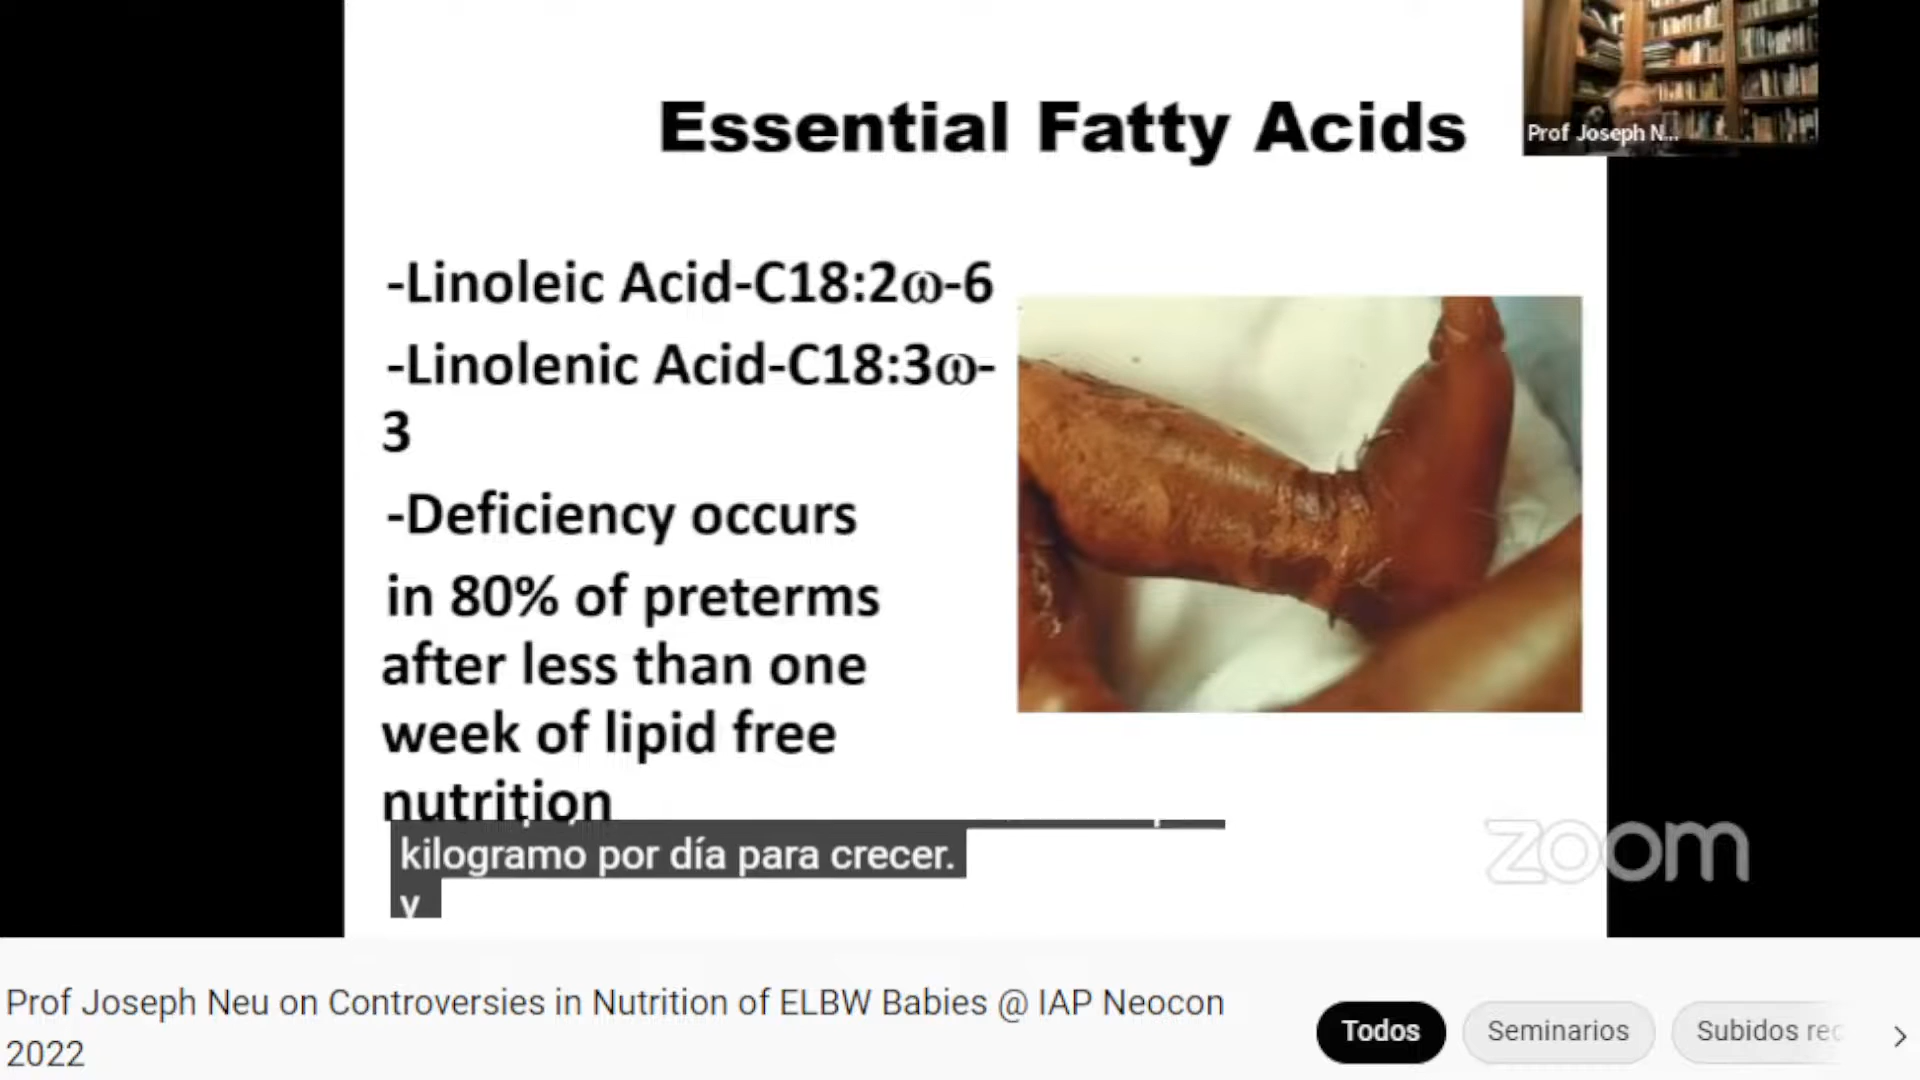 Essential Fatty Acids
Prof Joseph N...
-Linoleic Acid-C18:2ω-6
-Linolenic Acid-C18:3ω-
3
-Deficiency occurs
in 80% of preterms
after less than one
week of lipid free
nutrition
kilogramo por día para crecer.
y
zoom
Prof Joseph Neu on Controversies in Nutrition of ELBW Babies @ IAP Neocon
2022
Todos
Seminarios
Subidos rec